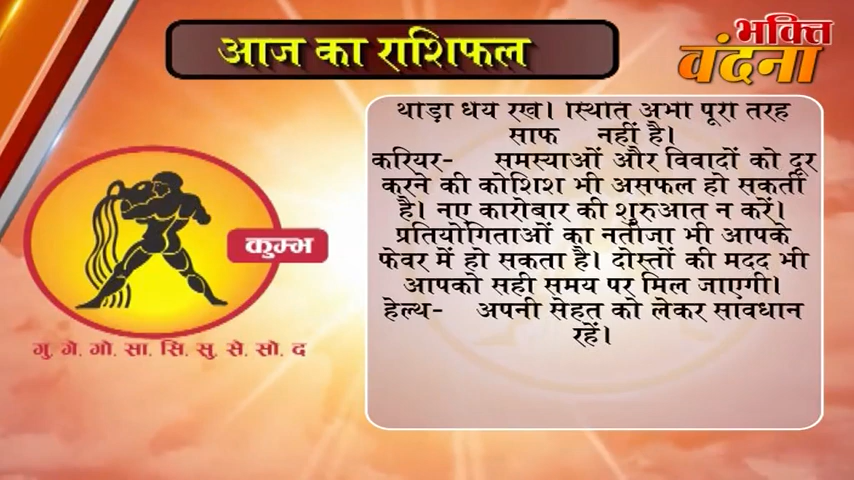 आज का राशिफल
भक्ति
वंदना
थोड़ा धैर्य रखें। स्थिति अभी पूरी तरह
साफ नहीं है।
करियर- समस्याओं और विवादों को दूर
करने की कोशिश भी असफल हो सकती
है। नए कारोबार की शुरुआत न करें।
प्रतियोगिताओं का नतीजा भी आपके
फेवर में हो सकता है। दोस्तों की मदद भी
आपको सही समय पर मिल जाएगी।
हेल्थ- अपनी सेहत को लेकर सावधान
रहें।
कुम्भ
गु. गे. गो. सा. सि. सु. से. सो. द